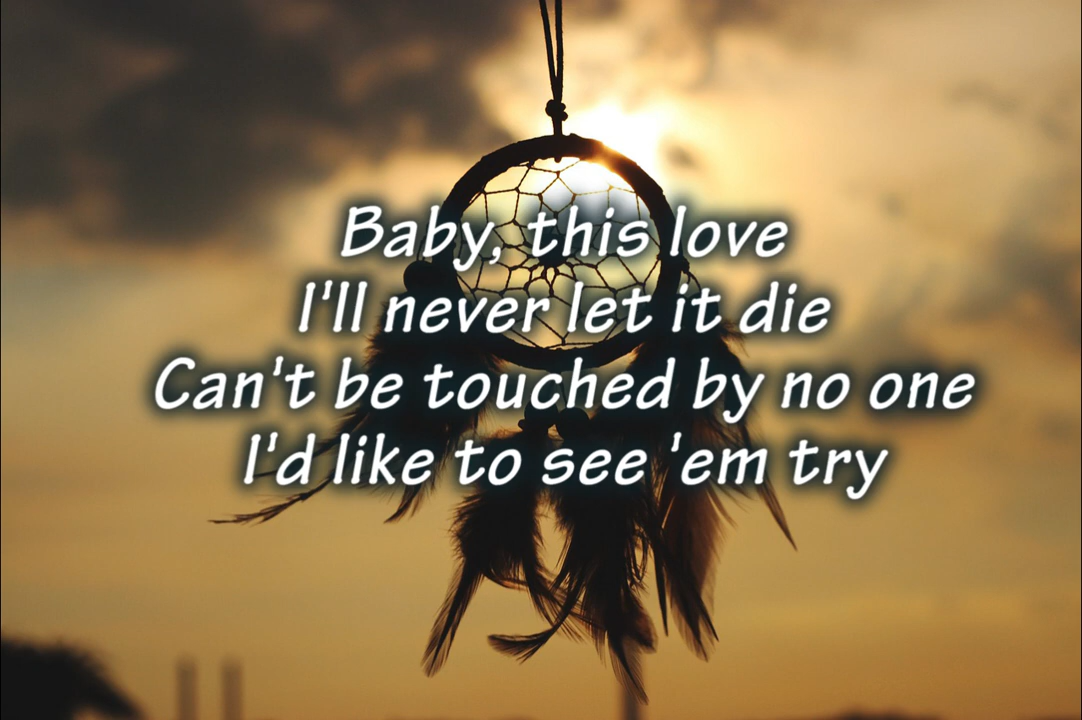 Baby, this love
I'll never let it die
Can't be touched by no one
I'd like to see 'em try